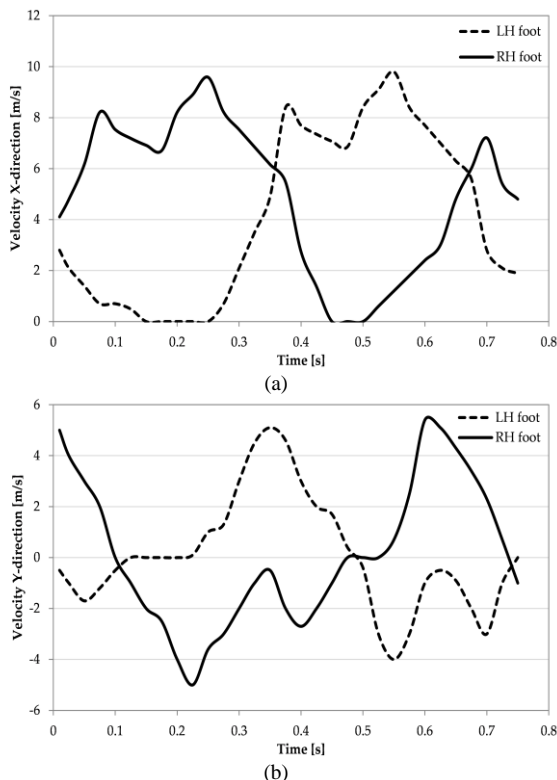 LH foot
RH foot
Velocity X-direction [m/s]
12
10
8
6
4
2
0
0 0.1 0.2 0.3 0.4 0.5 0.6 0.7 0.8
Time [s]
(a)
LH foot
RH foot
Velocity Y-direction [m/s]
6
4
2
0
-2
-4
-6
0 0.1 0.2 0.3 0.4 0.5 0.6 0.7 0.8
Time [s]
(b)